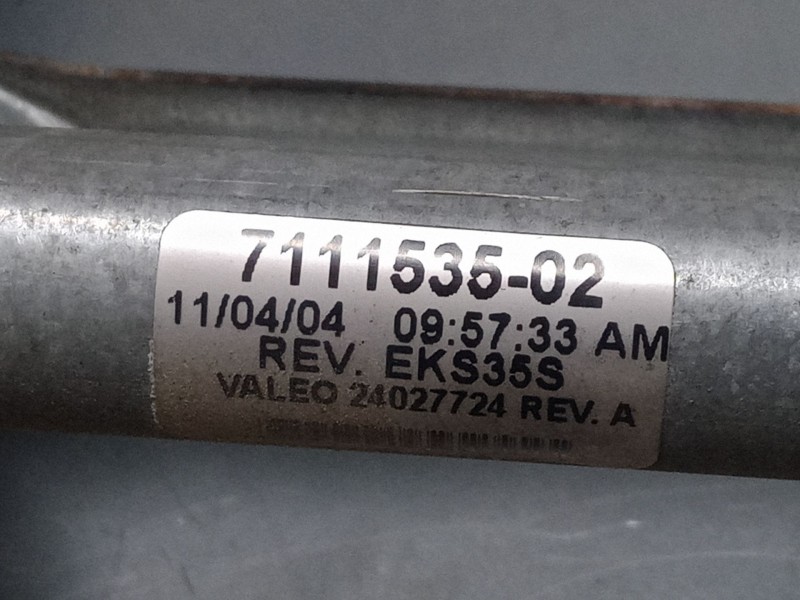 7111535-02
11/04/04 09:57:33 AM
REV. EKS35S
VALEO 24027724 REV. A